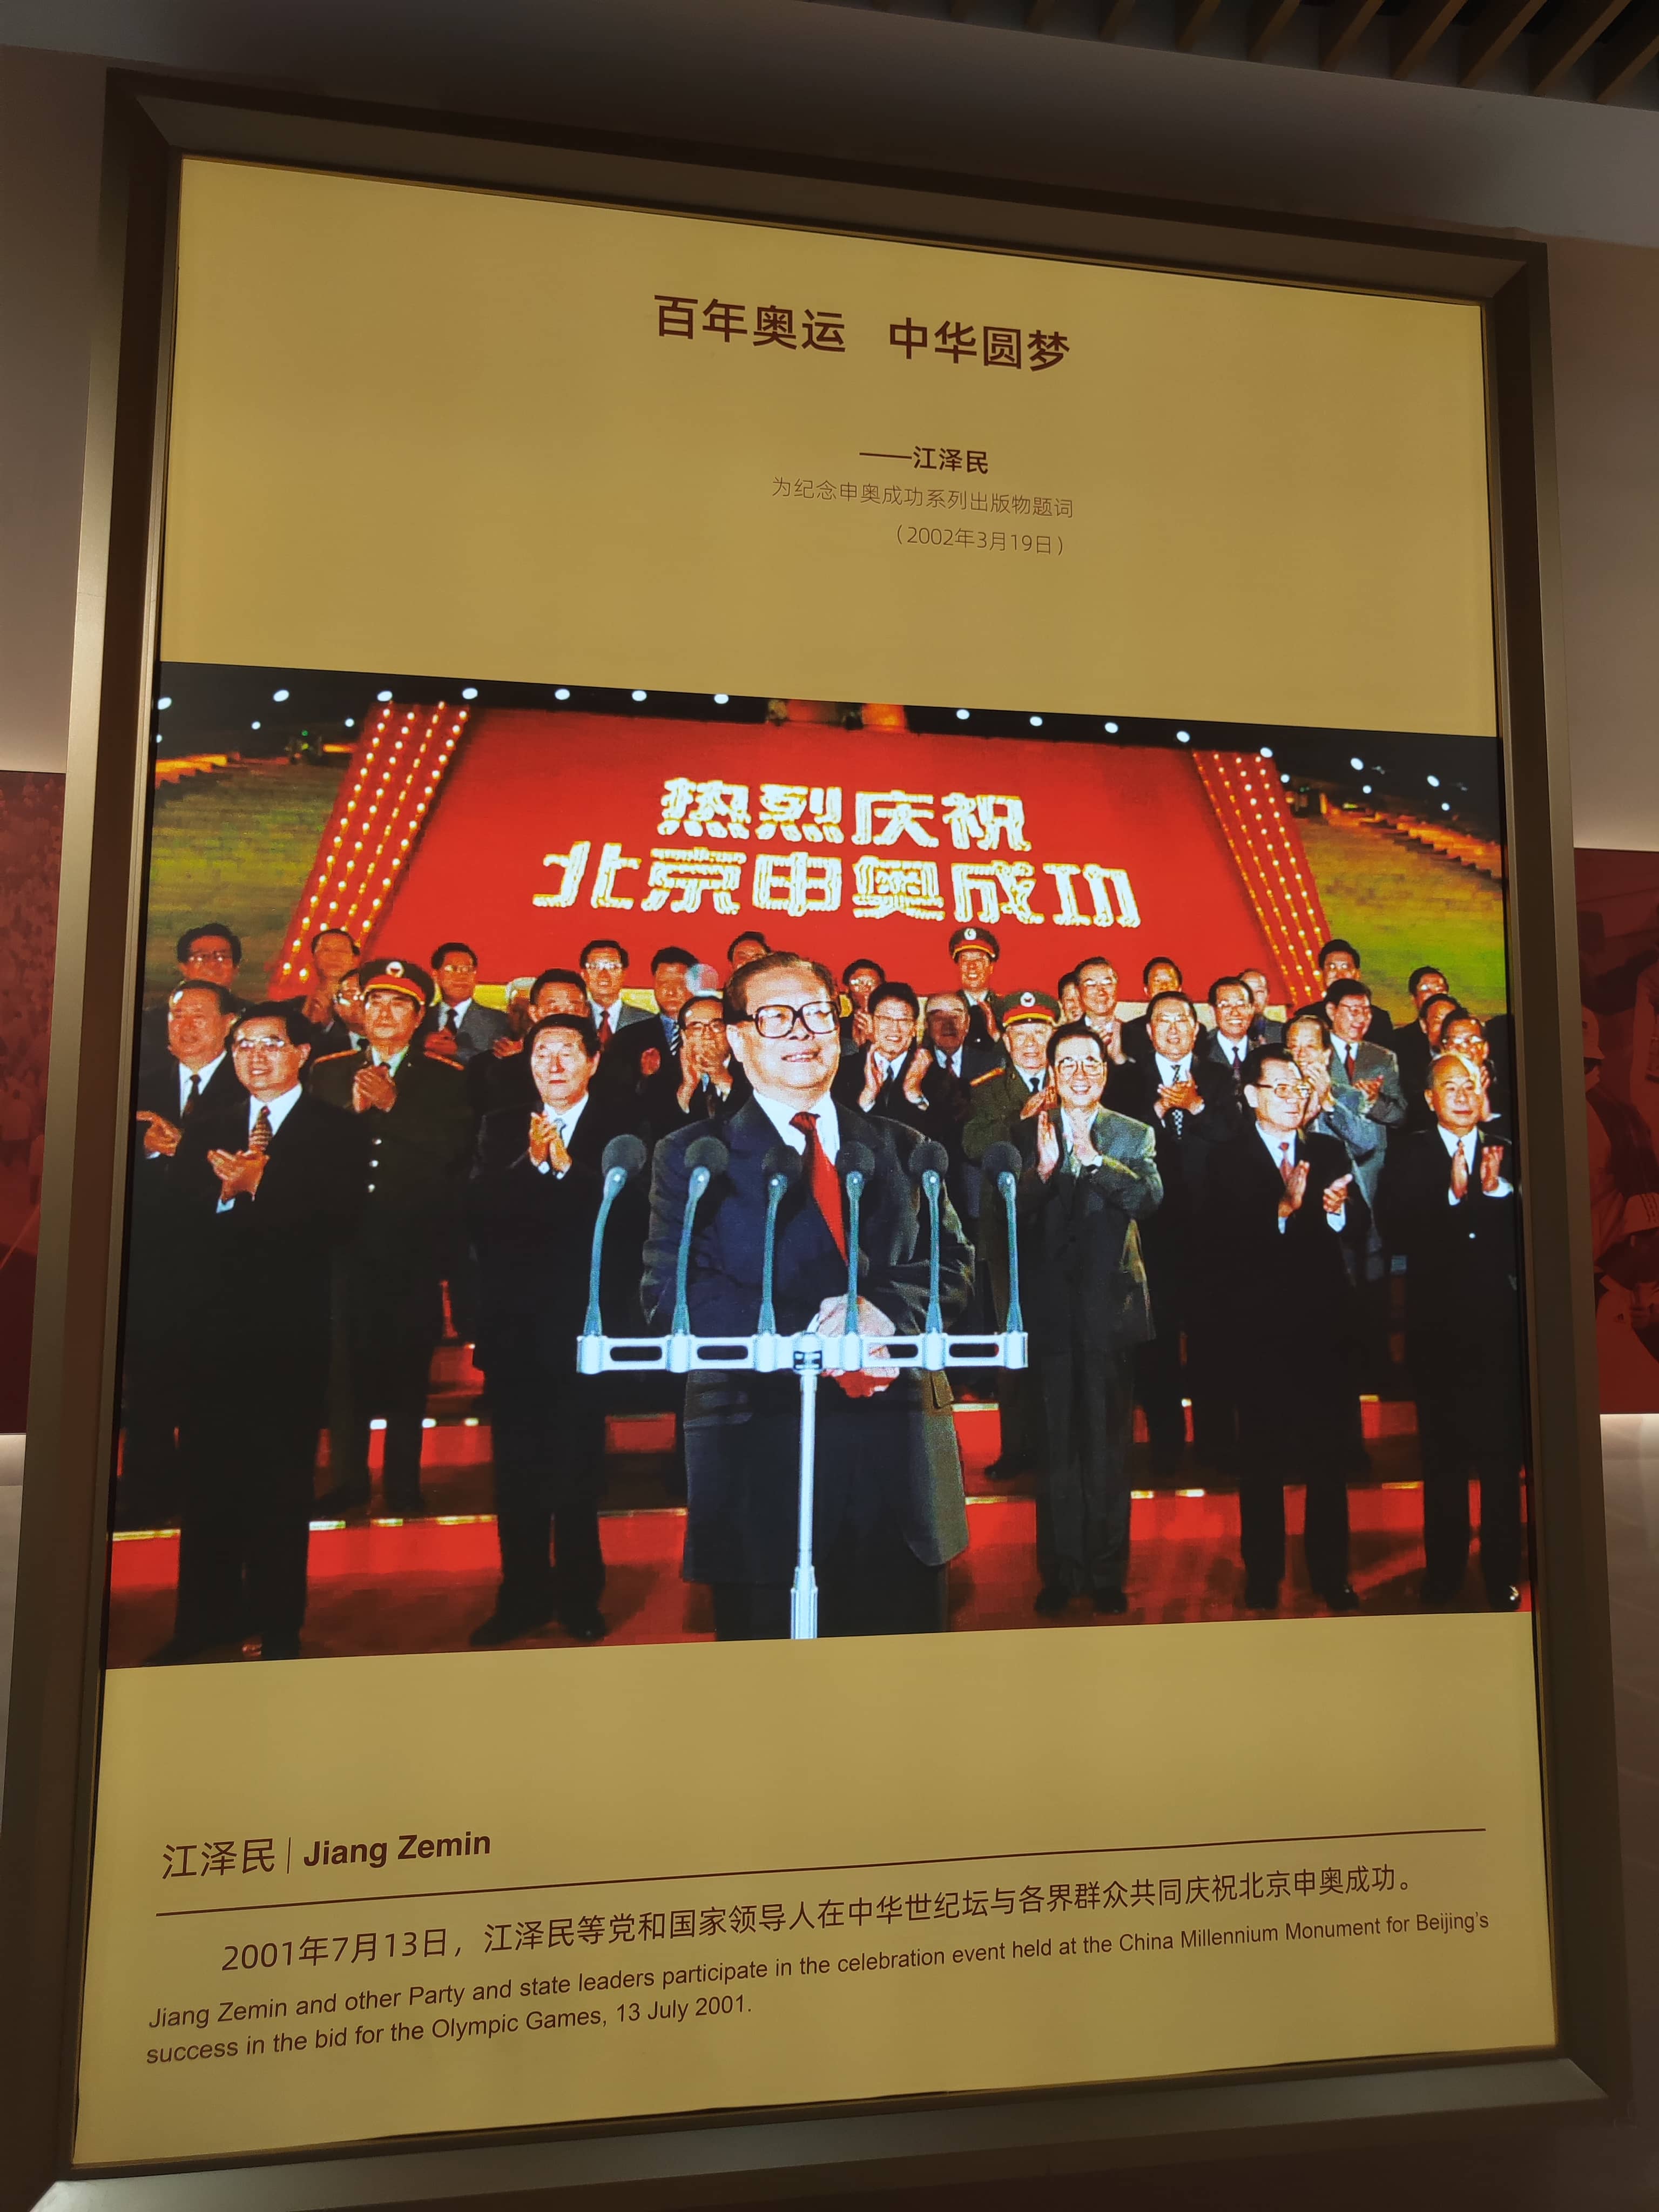 百年奥运 中华圆梦
——江泽民
为纪念申奥成功系列出版物题词
（2002年3月19日）
热烈庆祝
北京申奥成功
江泽民 | Jiang Zemin
2001年7月13日，江泽民等党和国家领导人在中华世纪坛与各界群众共同庆祝北京申奥成功。
Jiang Zemin and other Party and state leaders participate in the celebration event held at the China Millennium Monument for Beijing's
success in the bid for the Olympic Games, 13 July 2001.